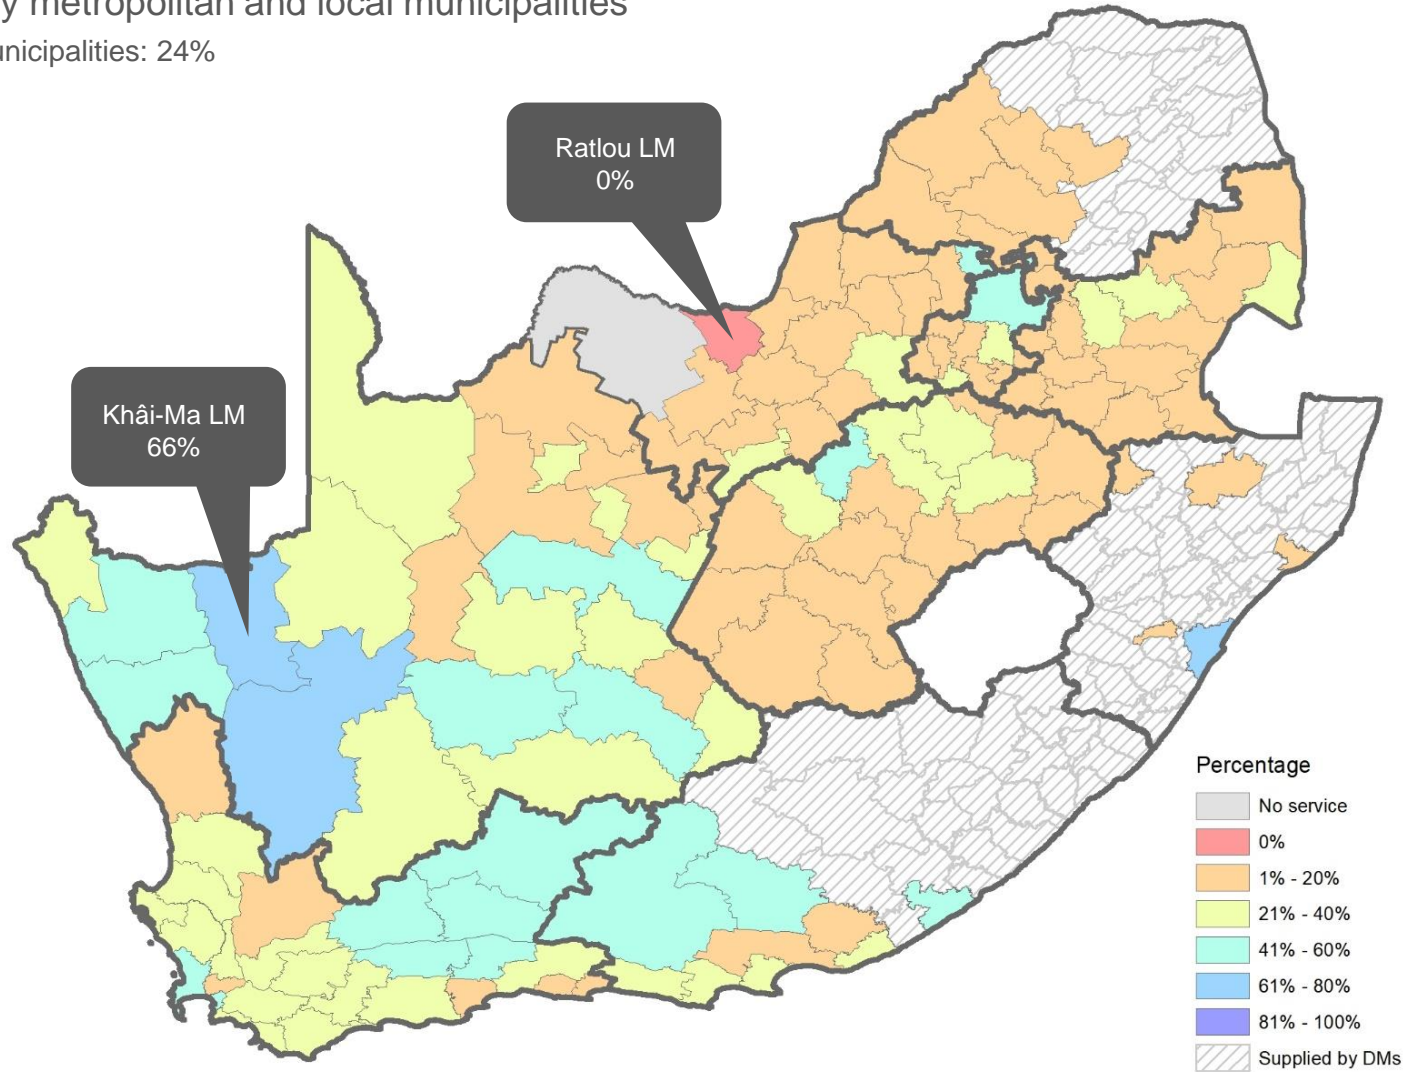 y metropolitan and local municipalities
unicipalities: 24%
Ratlou LM
0%
Khâi-Ma LM
66%
Percentage
No service
0%
1% - 20%
21% - 40%
41% - 60%
61% - 80%
81% - 100%
Supplied by DMs